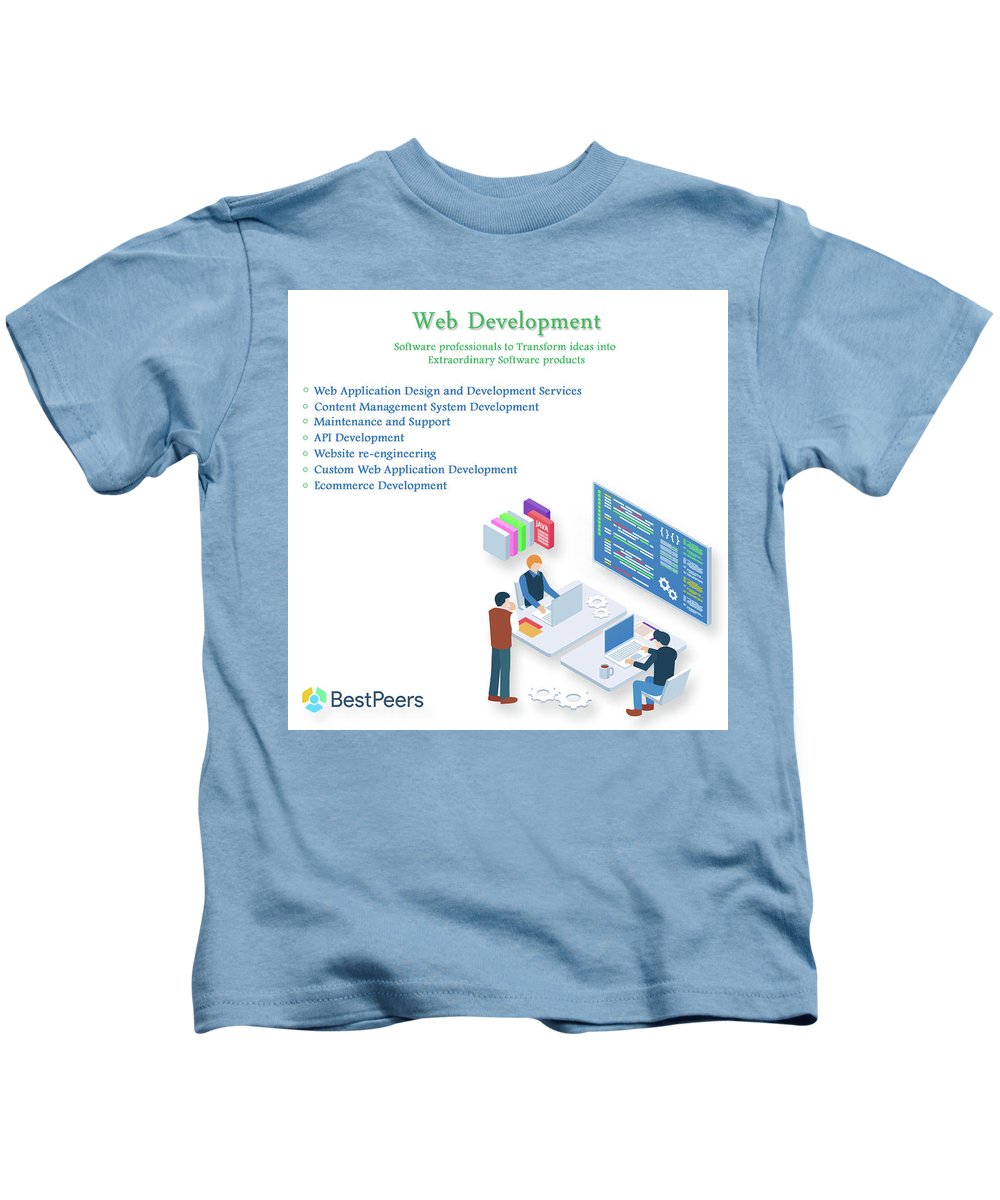 Web Development
Software professionals to Transform ideas into
Extraordinary Software products
Web Application Design and Development Services
Content Management System Development
Maintenance and Support
API Development
Website re-engineering
Custom Web Application Development
Ecommerce Development
JAVA
{}{}
BestPeers